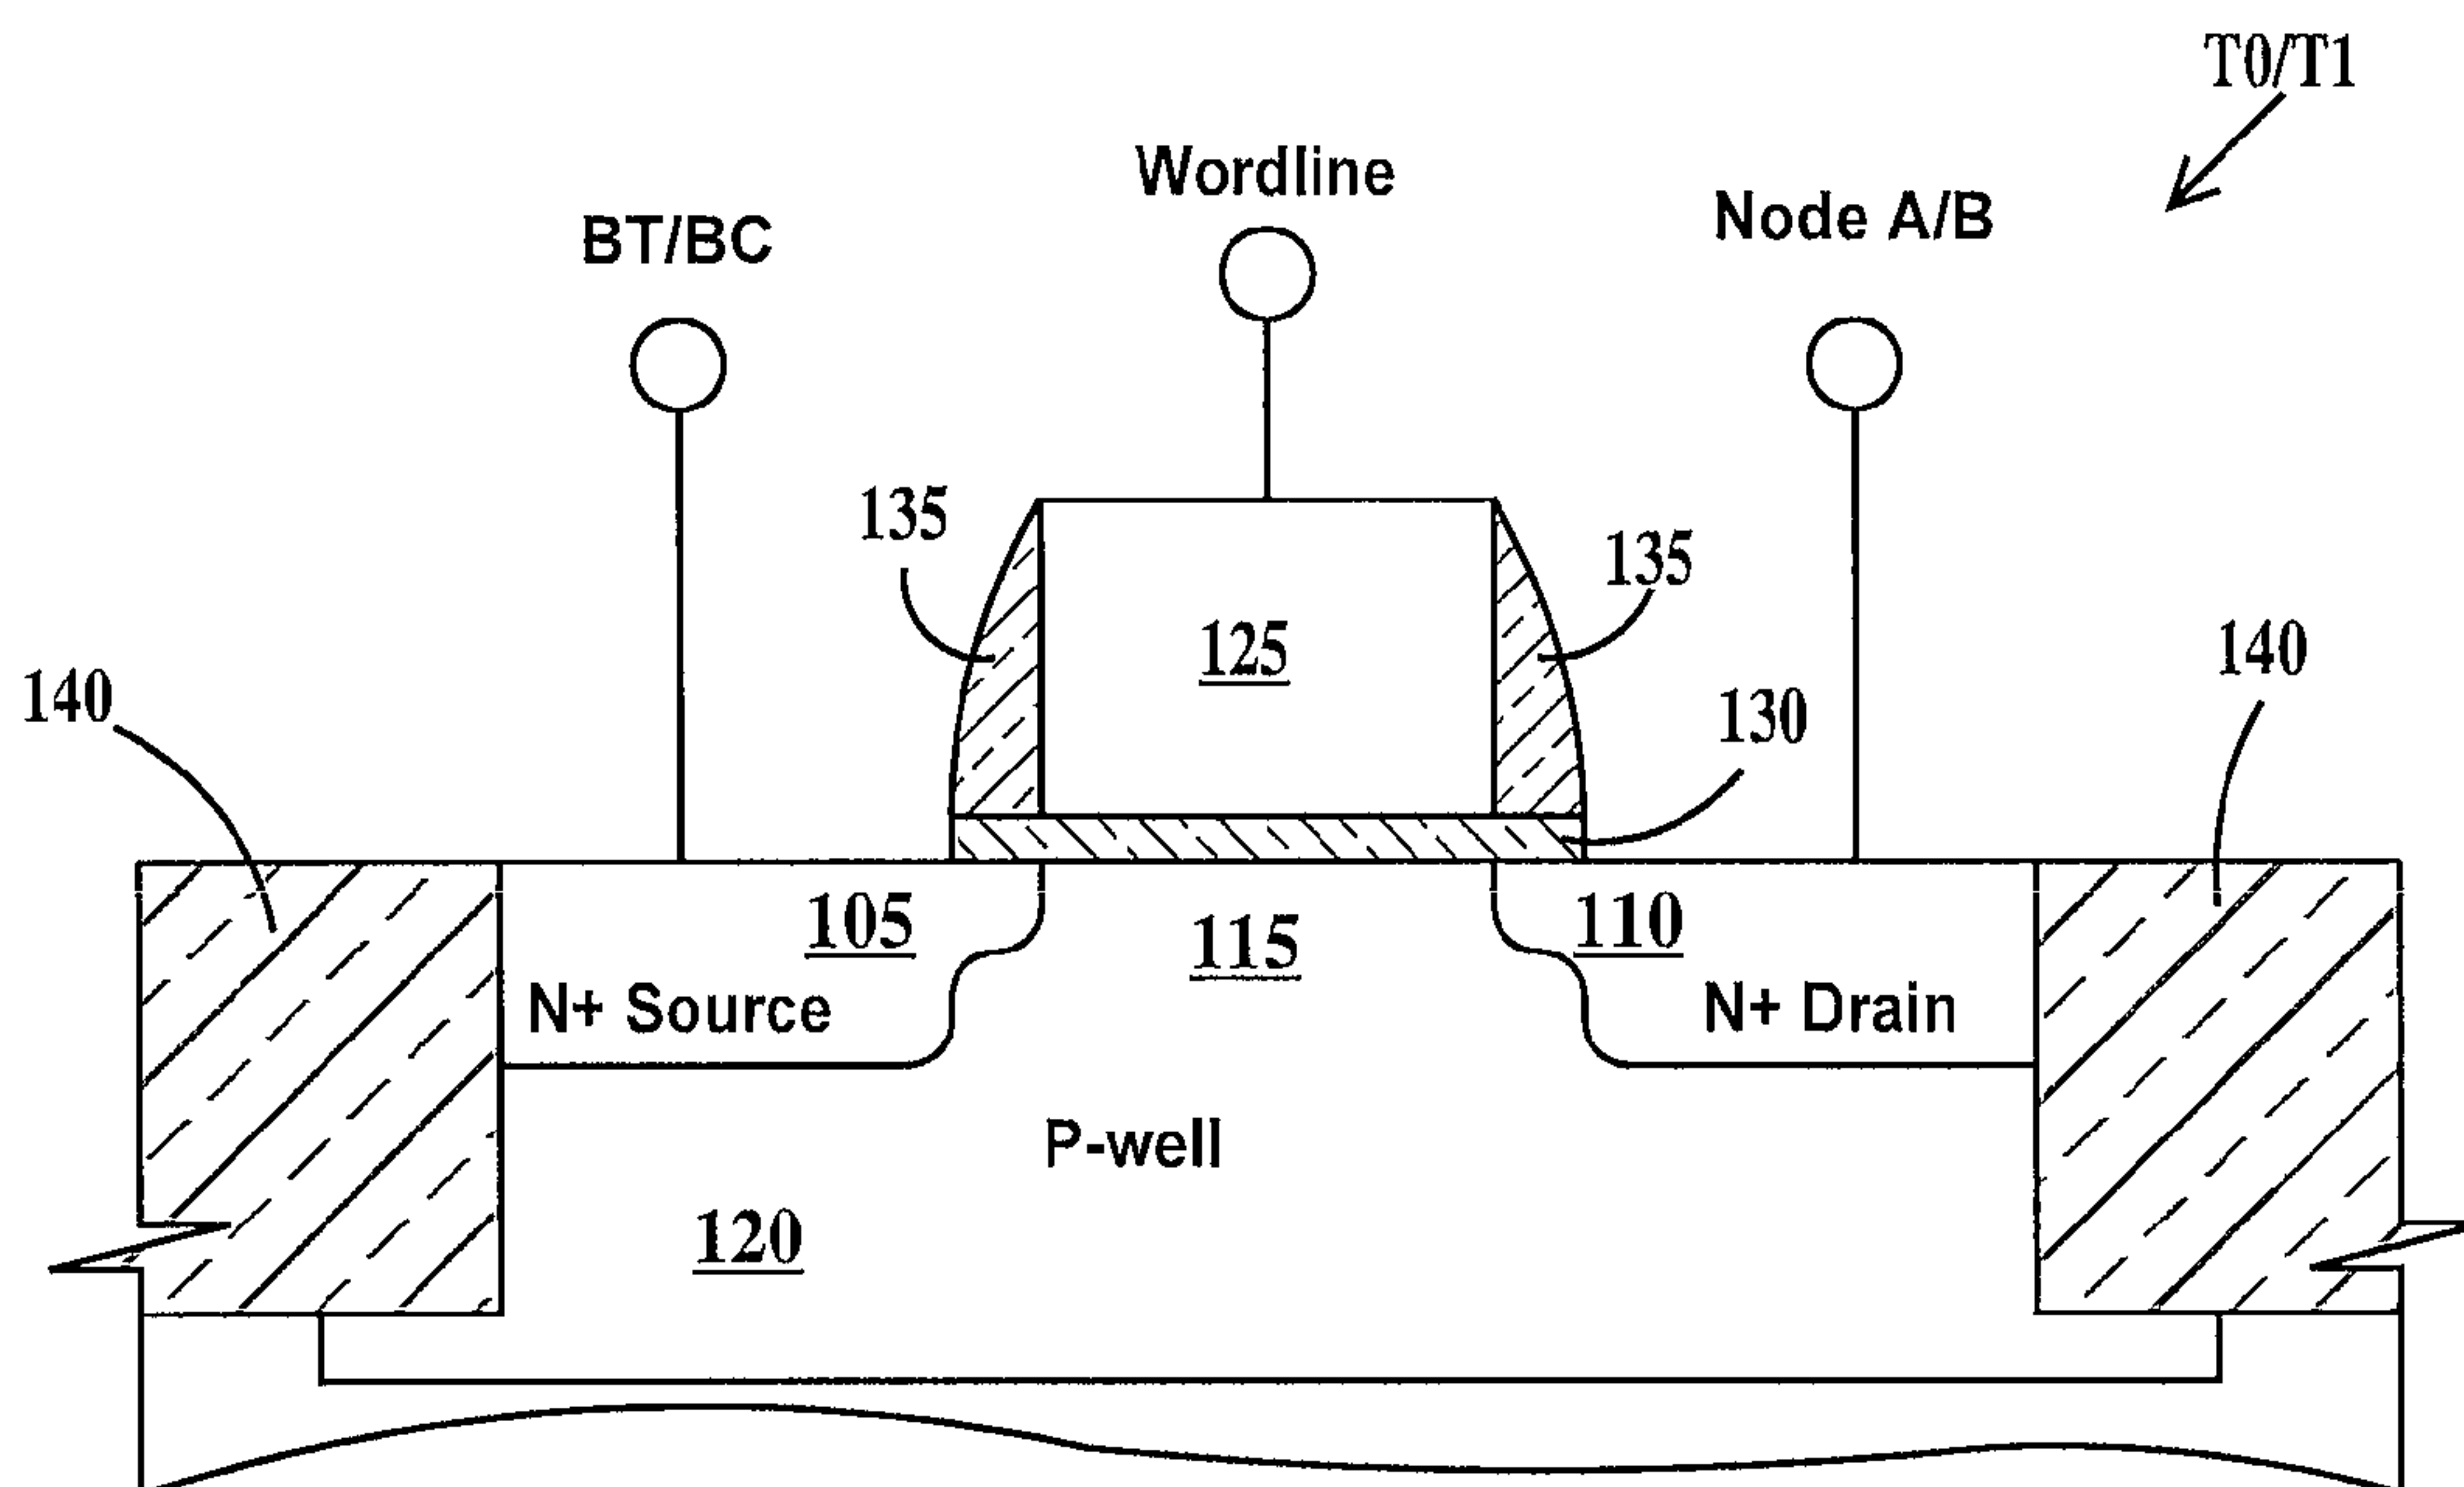 T0/T1
Wordline
Node A/B
BT/BC
135
135
125
140
140
130
105
115
110
N+ Source
N+ Drain
P-well
120